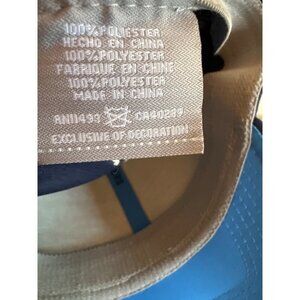 100% POLYESTER
HECHO EN CHINA
100% POLYESTER
FABRIQUE EN CHINE
100% POLYESTER
MADE IN CHINA
RN11493 CA40289
EXCLUSIVE OF DECORATION